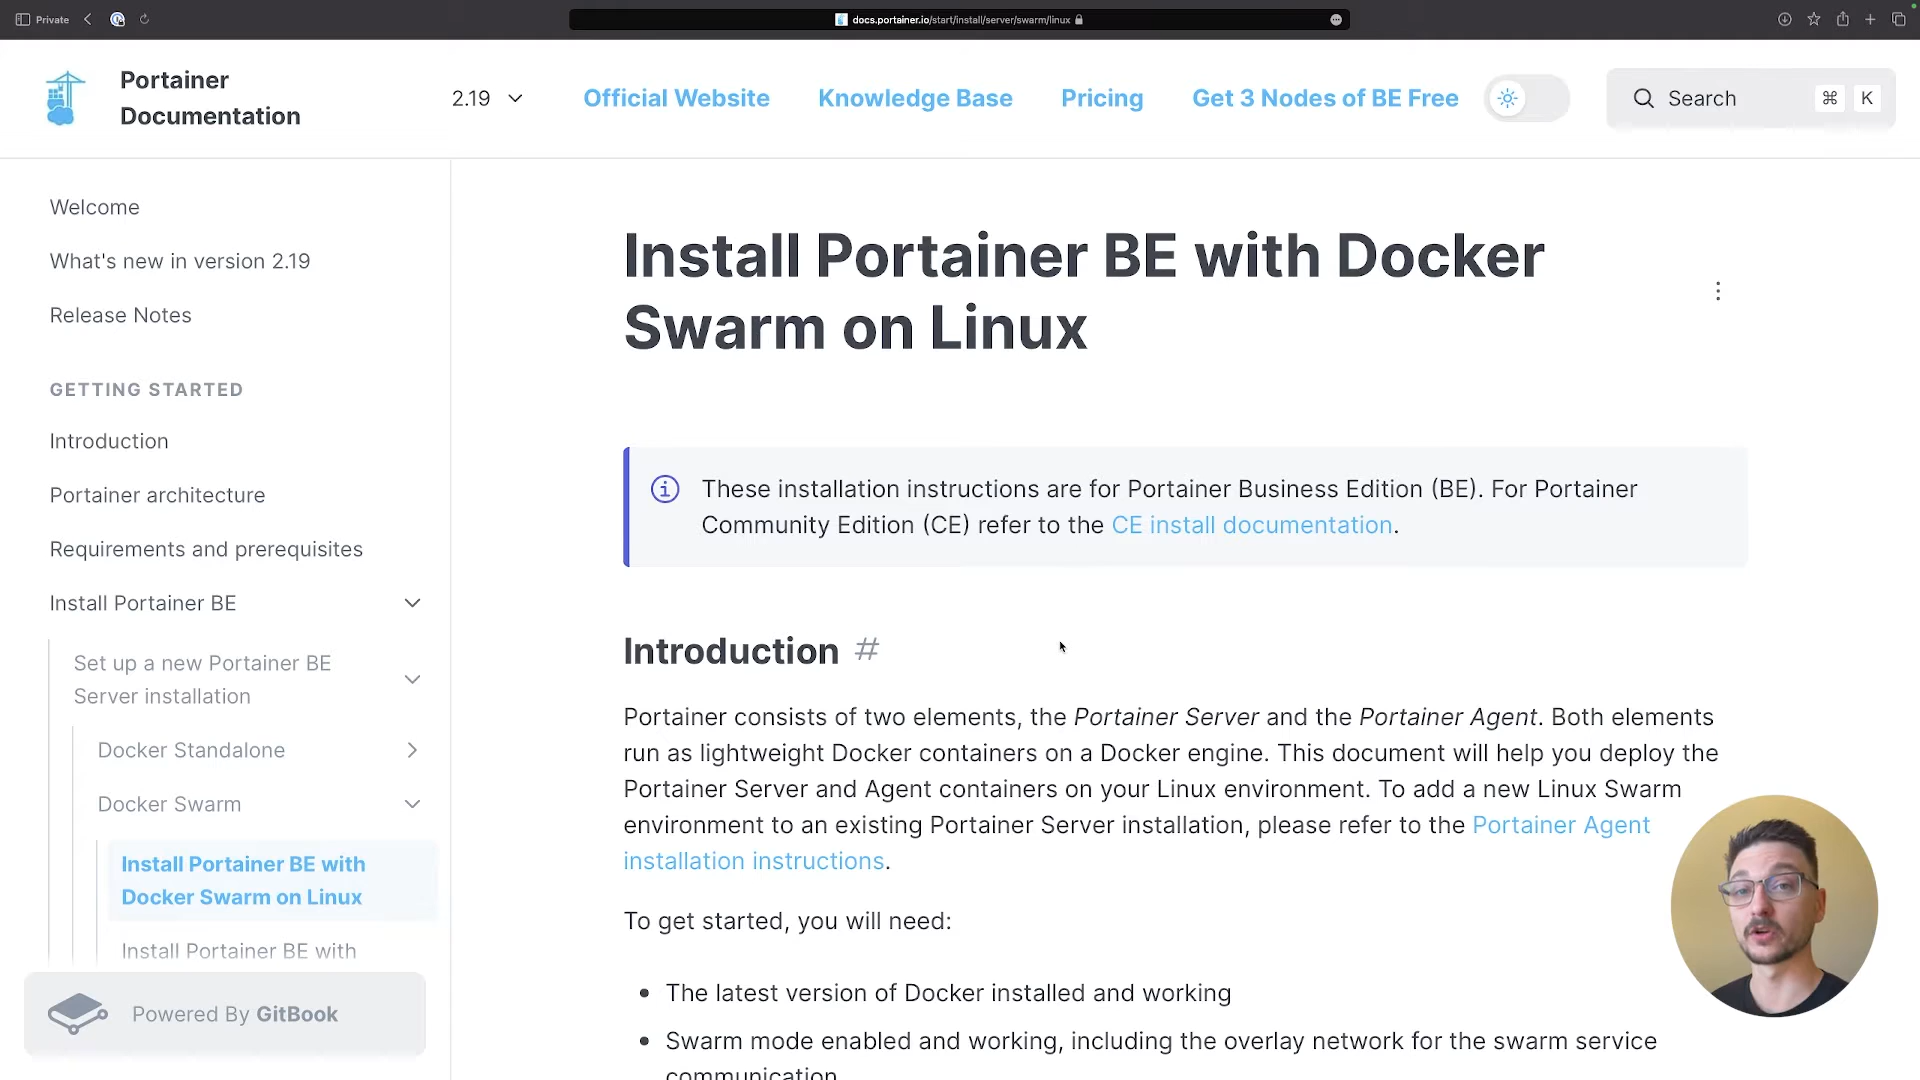 Private
docs.portainer.io/start/install/server/swarm/linux
Portainer
Documentation
2.19
Official Website
Knowledge Base
Pricing
Get 3 Nodes of BE Free
Search
⌘ K
Welcome
What's new in version 2.19
Release Notes
GETTING STARTED
Introduction
Portainer architecture
Requirements and prerequisites
Install Portainer BE
Set up a new Portainer BE
Server installation
Docker Standalone
Docker Swarm
Install Portainer BE with
Docker Swarm on Linux
Install Portainer BE with
Powered By GitBook
Install Portainer BE with Docker
Swarm on Linux
These installation instructions are for Portainer Business Edition (BE). For Portainer
Community Edition (CE) refer to the CE install documentation.
Introduction #
Portainer consists of two elements, the Portainer Server and the Portainer Agent. Both elements
run as lightweight Docker containers on a Docker engine. This document will help you deploy the
Portainer Server and Agent containers on your Linux environment. To add a new Linux Swarm
environment to an existing Portainer Server installation, please refer to the Portainer Agent
installation instructions.
To get started, you will need:
• The latest version of Docker installed and working
• Swarm mode enabled and working, including the overlay network for the swarm service
communication